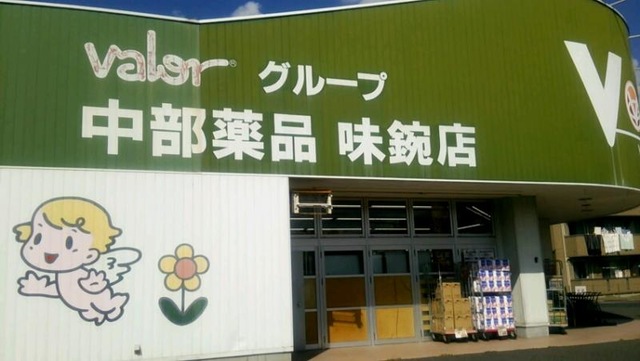 valor® グループ
中部薬品 味鋺店
V